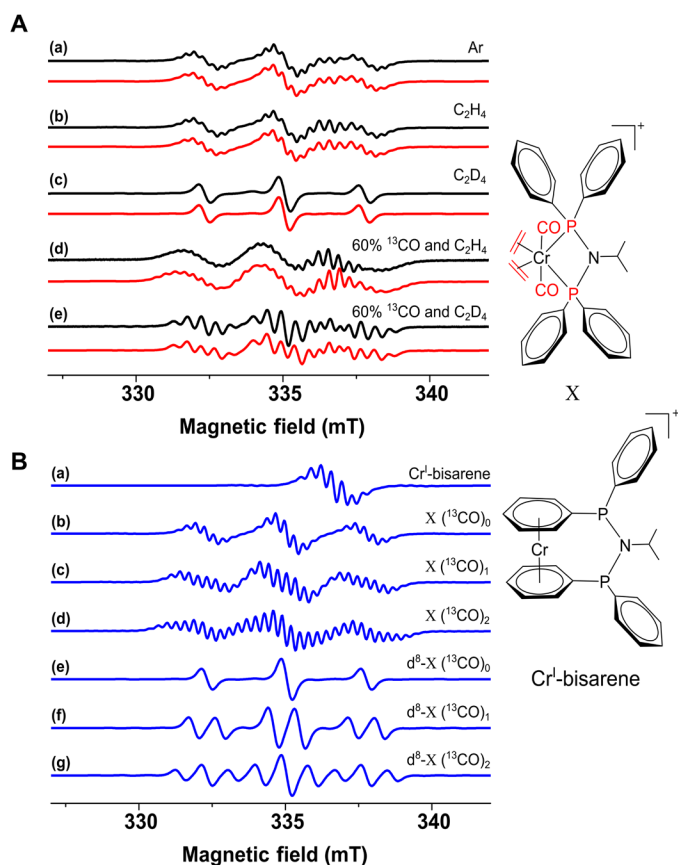 A
(a)
Ar
(b)
C₂H₄
(c)
C₂D₄
(d)
60% ¹³CO and C₂H₄
(e)
60% ¹³CO and C₂D₄
330
335
340
Magnetic field (mT)
+
CO
P
Cr
N
CO
P
X
B
(a)
Crᴵ-bisarene
(b)
X (¹³CO)₀
(c)
X (¹³CO)₁
(d)
X (¹³CO)₂
(e)
d⁸-X (¹³CO)₀
(f)
d⁸-X (¹³CO)₁
(g)
d⁸-X (¹³CO)₂
330
335
340
Magnetic field (mT)
+
P
Cr
N
P
Crᴵ-bisarene